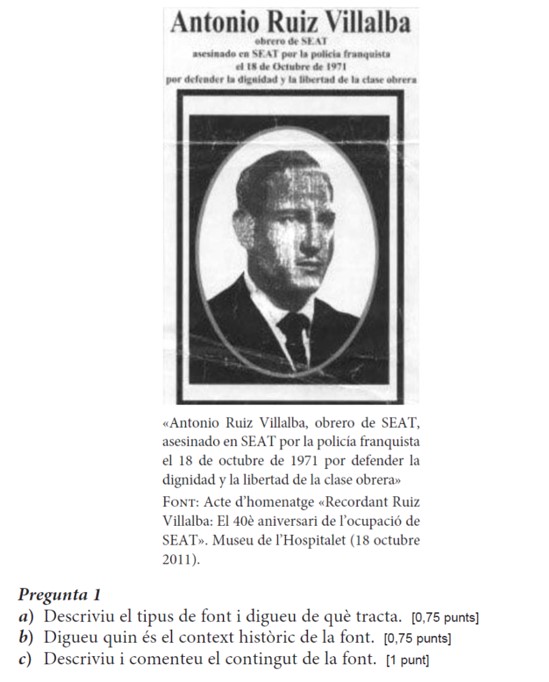 Antonio Ruiz Villalba
obrero de SEAT
asesinado en SEAT por la policía franquista
el 18 de Octubre de 1971
por defender la dignidad y la libertad de la clase obrera
«Antonio Ruiz Villalba, obrero de SEAT,
asesinado en SEAT por la policía franquista
el 18 de octubre de 1971 por defender la
dignidad y la libertad de la clase obrera»
FONT: Acte d'homenatge «Recordant Ruiz
Villalba: El 40è aniversari de l'ocupació de
SEAT». Museu de l'Hospitalet (18 octubre
2011).
Pregunta 1
a) Descriviu el tipus de font i digueu de què tracta. [0,75 punts]
b) Digueu quin és el context històric de la font. [0,75 punts]
c) Descriviu i comenteu el contingut de la font. [1 punt]